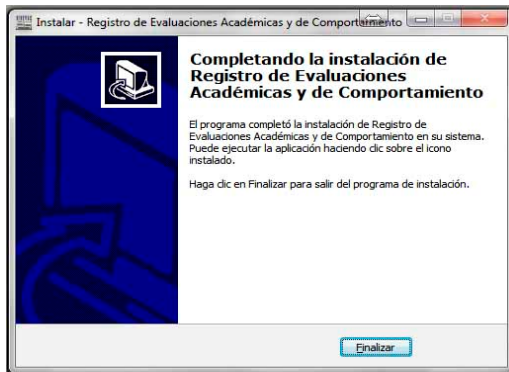 Instalar - Registro de Evaluaciones Académicas y de Comportamiento
Completando la instalación de
Registro de Evaluaciones
Académicas y de Comportamiento
El programa completó la instalación de Registro de
Evaluaciones Académicas y de Comportamiento en su sistema.
Puede ejecutar la aplicación haciendo clic sobre el icono
instalado.
Haga clic en Finalizar para salir del programa de instalación.
Finalizar